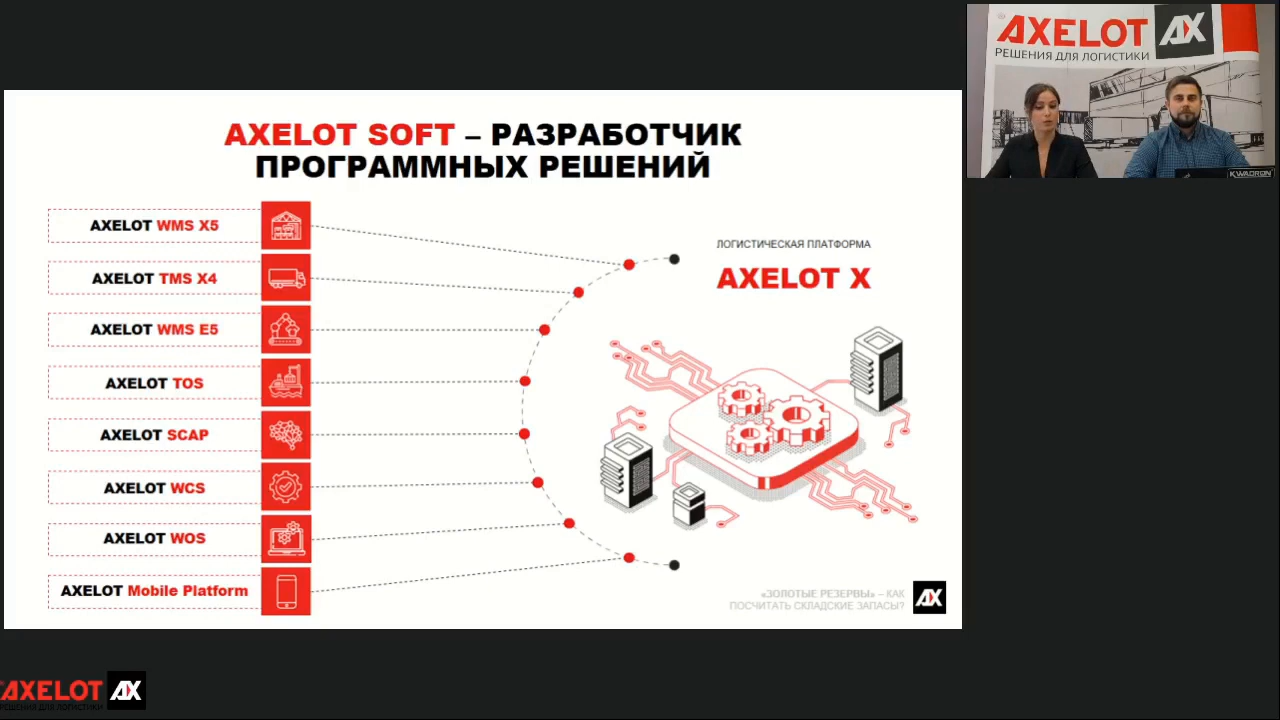 AXELOT SOFT – РАЗРАБОТЧИК
ПРОГРАММНЫХ РЕШЕНИЙ
AXELOT WMS X5
AXELOT TMS X4
AXELOT WMS E5
AXELOT TOS
AXELOT SCAP
AXELOT WCS
AXELOT WOS
AXELOT Mobile Platform
ЛОГИСТИЧЕСКАЯ ПЛАТФОРМА
AXELOT X
«ЗОЛОТЫЕ РЕЗЕРВЫ» – КАК
ПОСЧИТАТЬ СКЛАДСКИЕ ЗАПАСЫ?
AX
AXELOT AX
РЕШЕНИЯ ДЛЯ ЛОГИСТИКИ
KWADRON
AXELOT AX
РЕШЕНИЯ ДЛЯ ЛОГИСТИКИ